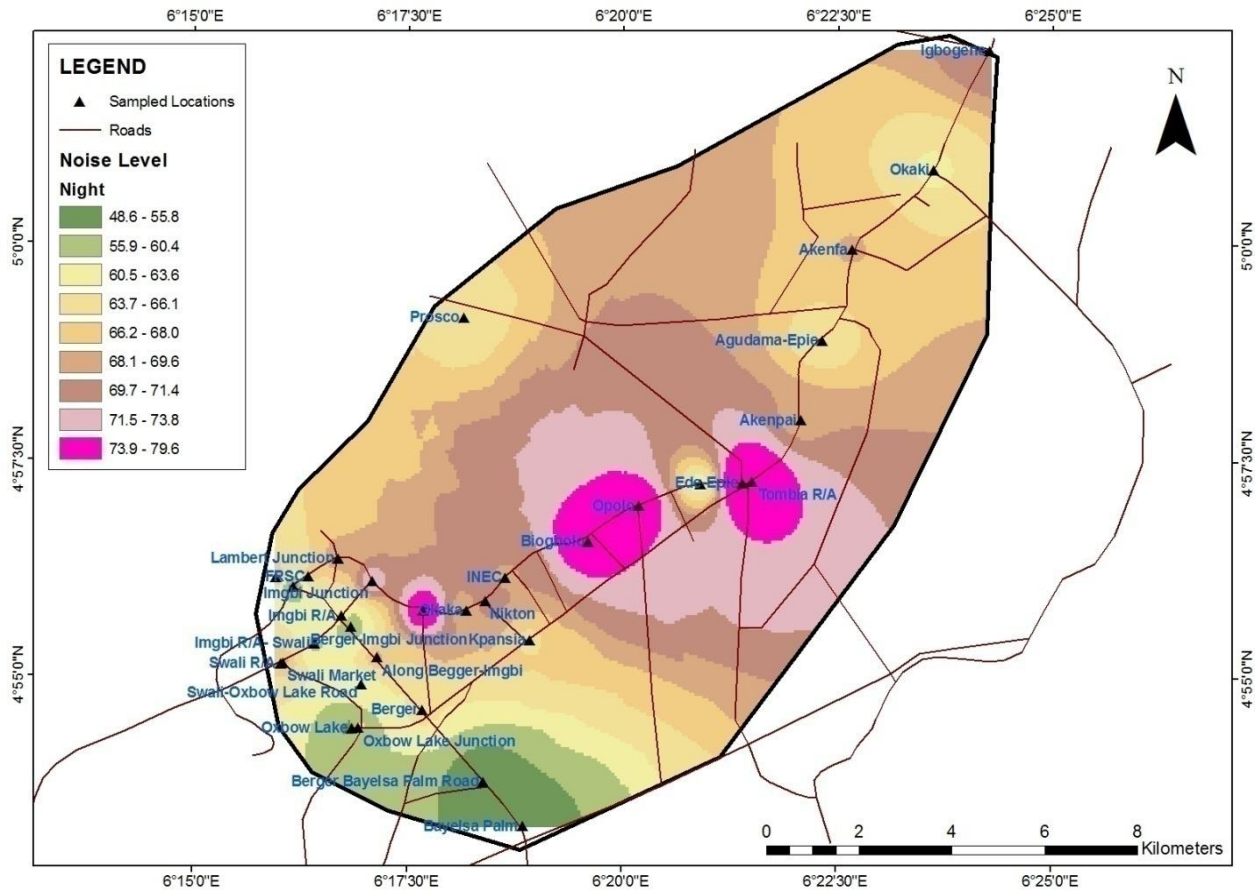 6°15'0"E 6°17'30"E 6°20'0"E 6°22'30"E 6°25'0"E
LEGEND
Sampled Locations
Roads
Noise Level
Night
48.6 - 55.8
55.9 - 60.4
60.5 - 63.6
63.7 - 66.1
66.2 - 68.0
68.1 - 69.6
69.7 - 71.4
71.5 - 73.8
73.9 - 79.6
N
Igbogene
Okaki
5°0'0"N
Akenfa
5°0'0"N
Prosco
Agudama-Epie
Akenpai
4°57'30"N
4°57'30"N
Edo Epie
Tombia R/A
Opolo
Biogbolo
Lambert Junction
FRSC
INEC
Imgbi Junction
Nikton
Imgbi R/A
Berger-Imgbi Junction
Kpansia
Imgbi R/A- Swali
Swali R/A
Along Begger-Imgbi
4°55'0"N
4°55'0"N
Swali Market
Swali-Oxbow Lake Road
Berger
Oxbow Lake
Oxbow Lake Junction
Berger Bayelsa Palm Road
Bayelsa Palm
0 2 4 6 8
Kilometers
6°15'0"E 6°17'30"E 6°20'0"E 6°22'30"E 6°25'0"E